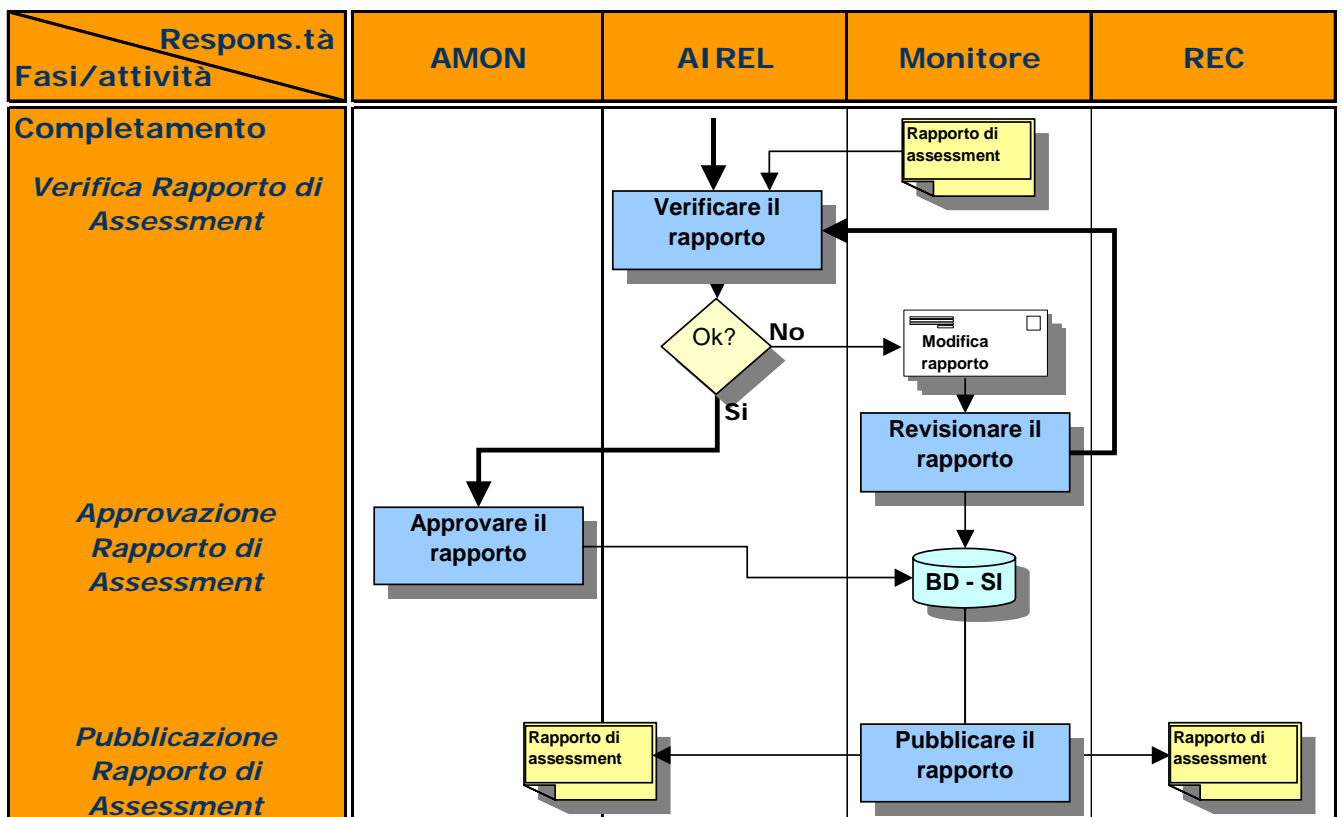 Respons.tà
Fasi/attività
AMON
AIREL
Monitore
REC
Completamento
Verifica Rapporto di
Assessment
Rapporto di
assessment
Verificare il
rapporto
Ok?
No
Modifica
rapporto
Si
Revisionare il
rapporto
Approvazione
Rapporto di
Assessment
Approvare il
rapporto
BD - SI
Pubblicazione
Rapporto di
Assessment
Rapporto di
assessment
Pubblicare il
rapporto
Rapporto di
assessment